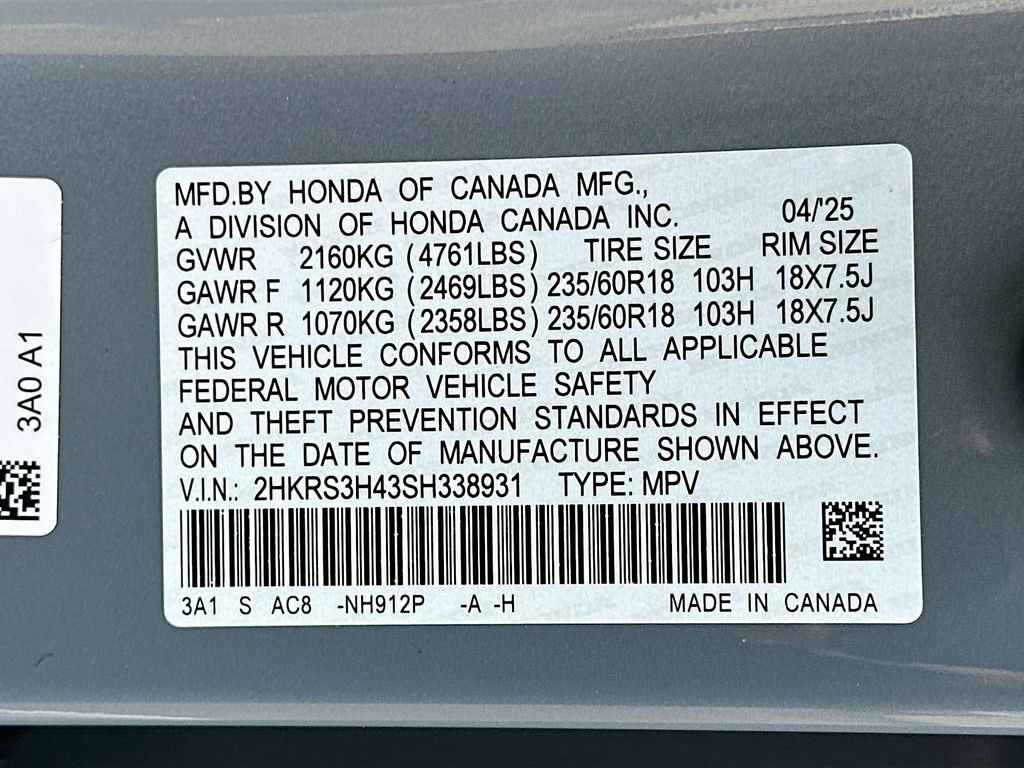 MFD.BY HONDA OF CANADA MFG.,
A DIVISION OF HONDA CANADA INC. 04/'25
GVWR 2160KG (4761LBS) TIRE SIZE RIM SIZE
GAWR F 1120KG (2469LBS) 235/60R18 103H 18X7.5J
GAWR R 1070KG (2358LBS) 235/60R18 103H 18X7.5J
THIS VEHICLE CONFORMS TO ALL APPLICABLE
FEDERAL MOTOR VEHICLE SAFETY
AND THEFT PREVENTION STANDARDS IN EFFECT
ON THE DATE OF MANUFACTURE SHOWN ABOVE.
V.I.N.: 2HKRS3H43SH338931 TYPE: MPV
3A1 S AC8 -NH912P -A -H MADE IN CANADA
3A0 A1